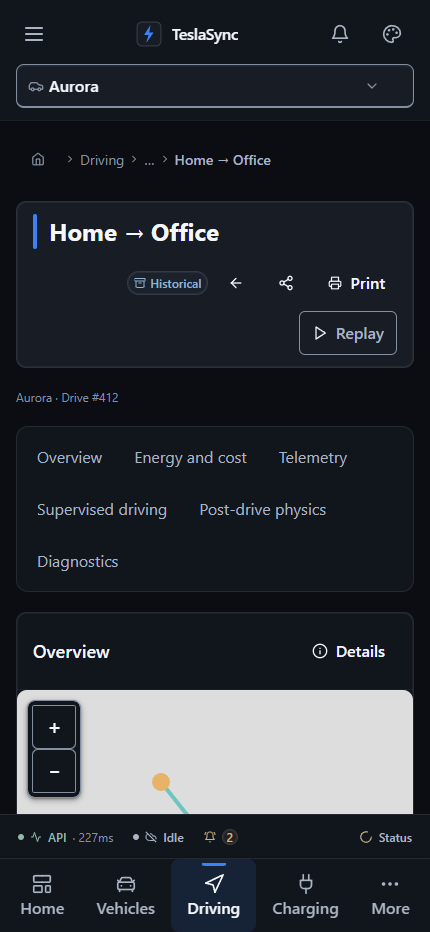 TeslaSync
Aurora
Driving > ... > Home → Office
Home → Office
Historical
Print
Replay
Aurora · Drive #412
Overview Energy and cost Telemetry
Supervised driving Post-drive physics
Diagnostics
Overview Details
+
−
API · 227ms Idle 2 Status
Home Vehicles Driving Charging More